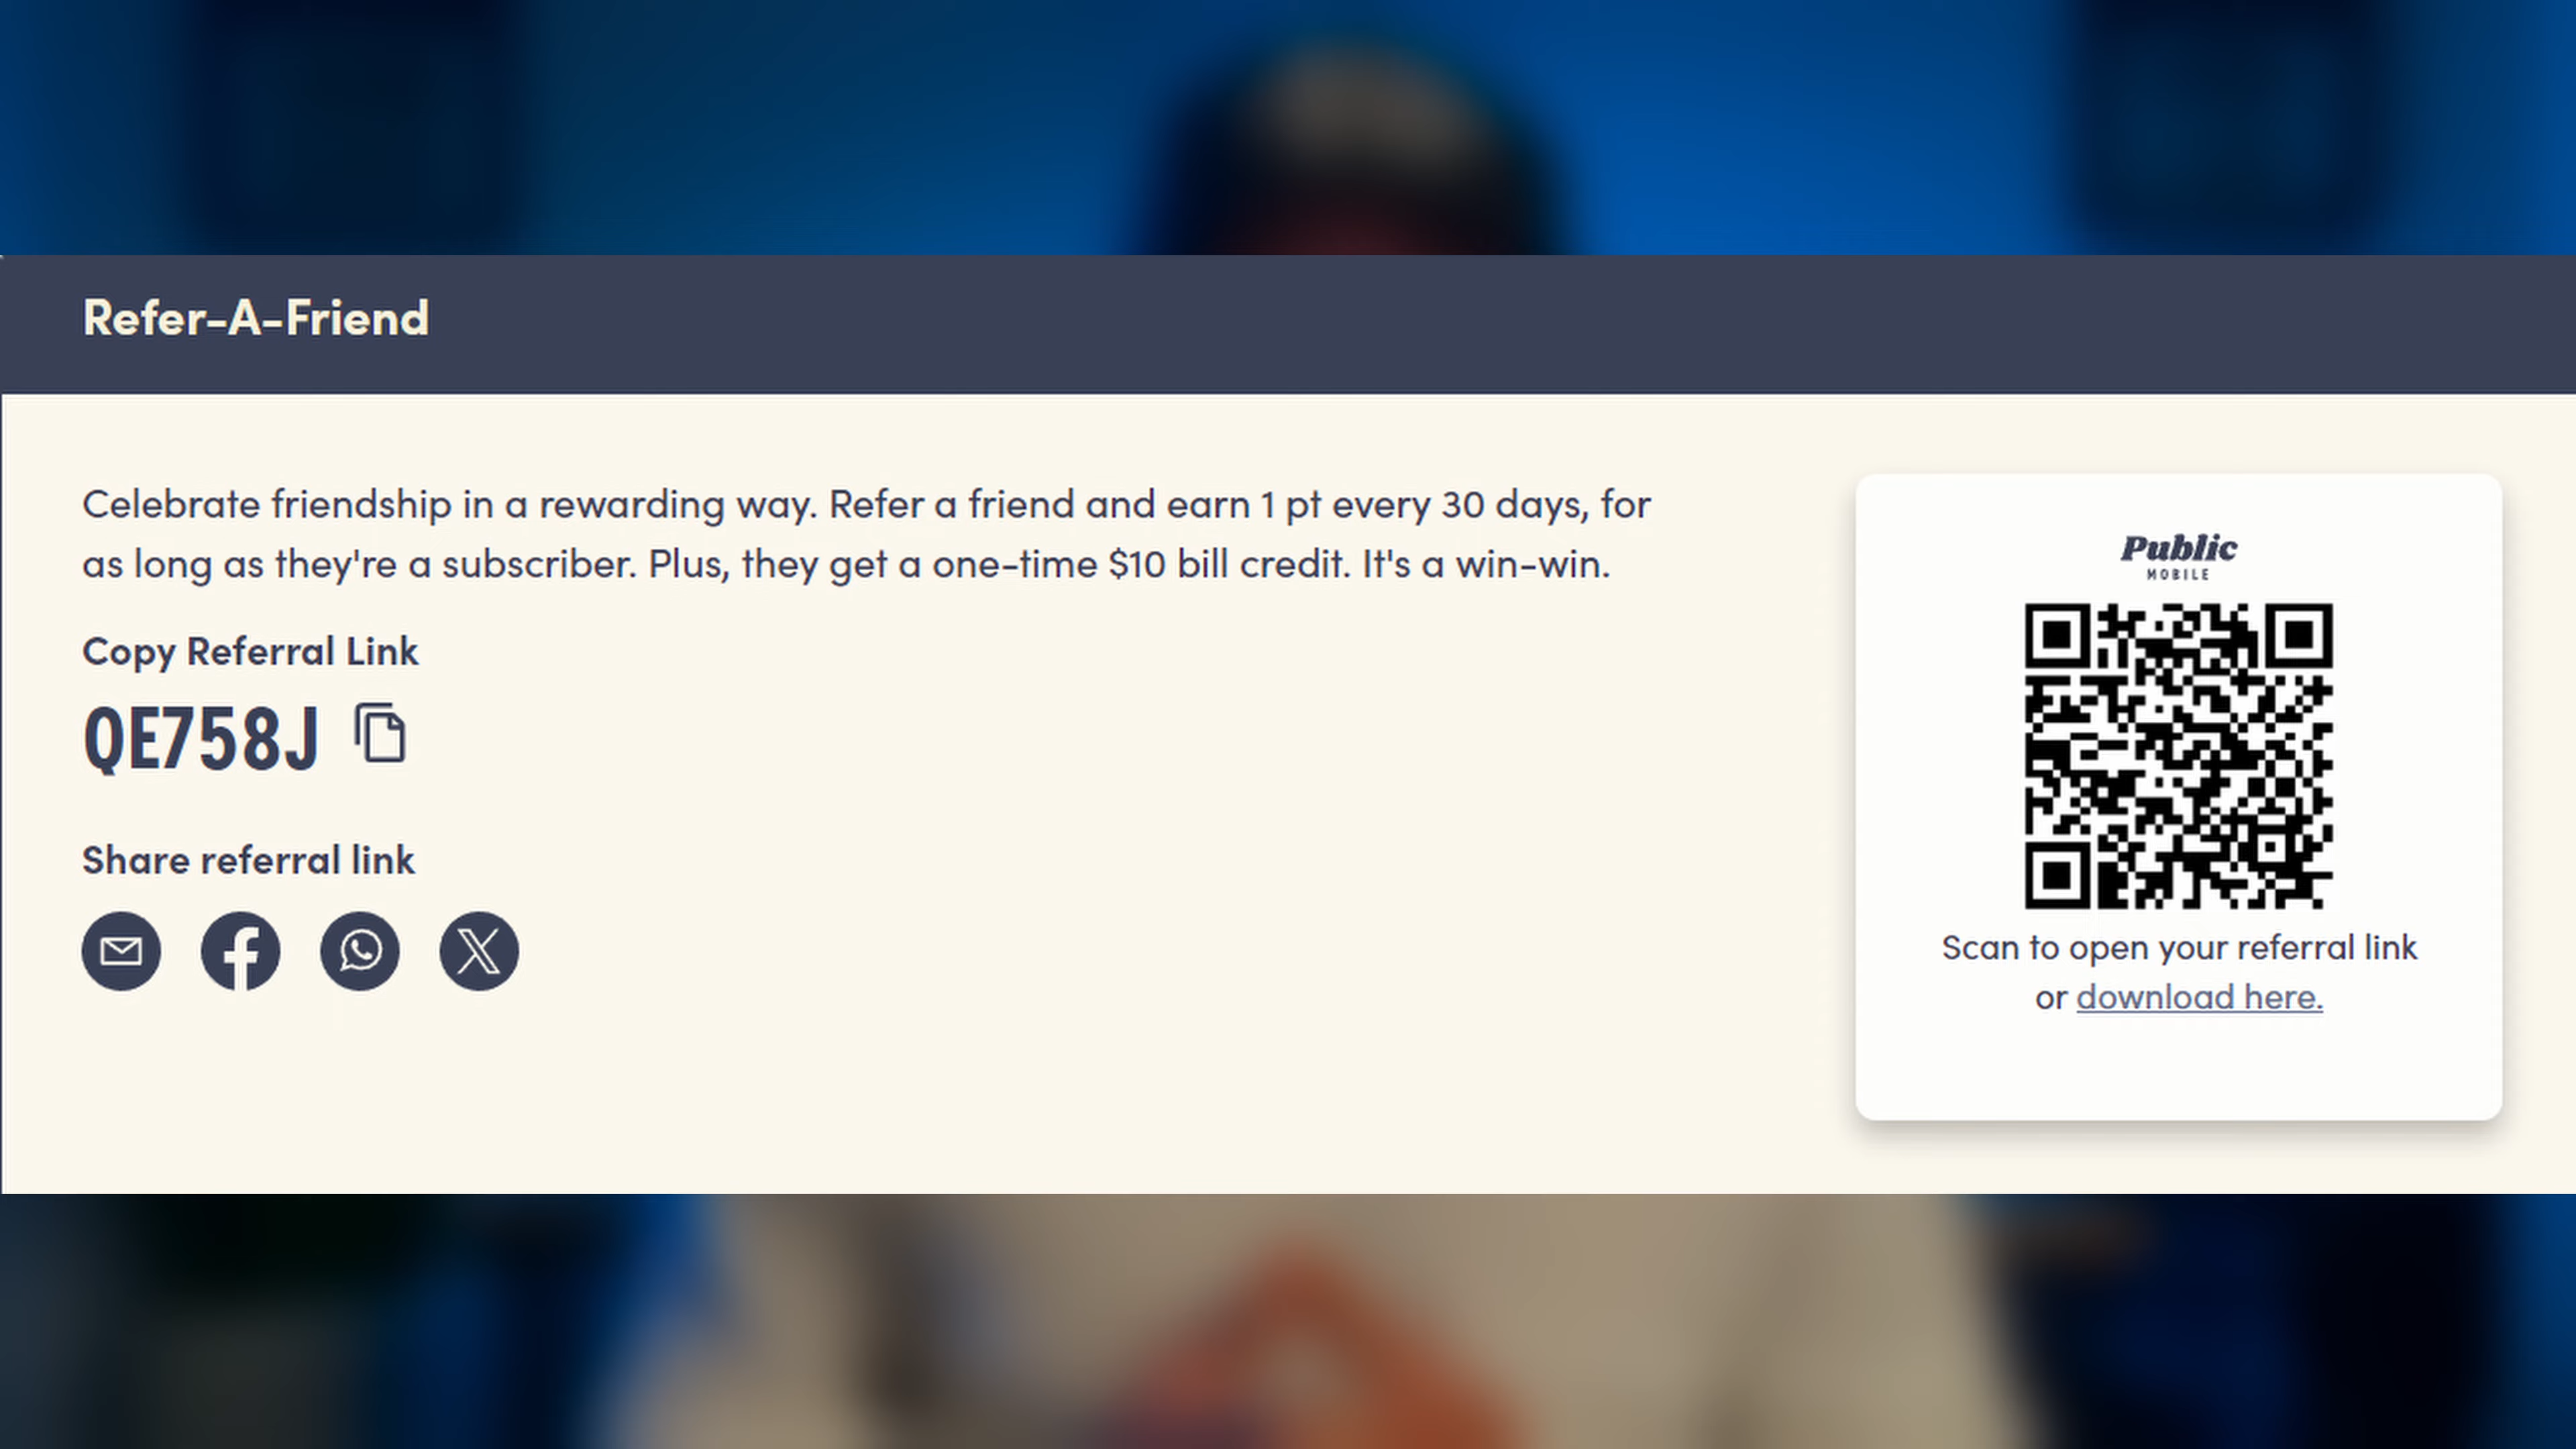 Refer-A-Friend
Celebrate friendship in a rewarding way. Refer a friend and earn 1 pt every 30 days, for
as long as they're a subscriber. Plus, they get a one-time $10 bill credit. It's a win-win.
Copy Referral Link
QE758J
Share referral link
Public
MOBILE
Scan to open your referral link
or download here.